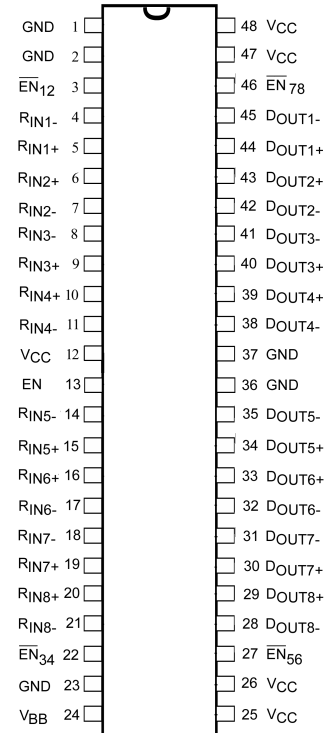 GND 1 48 VCC
GND 2 47 VCC
E̅N̅12 3 46 E̅N̅78
RIN1- 4 45 DOUT1-
RIN1+ 5 44 DOUT1+
RIN2+ 6 43 DOUT2+
RIN2- 7 42 DOUT2-
RIN3- 8 41 DOUT3-
RIN3+ 9 40 DOUT3+
RIN4+ 10 39 DOUT4+
RIN4- 11 38 DOUT4-
VCC 12 37 GND
EN 13 36 GND
RIN5- 14 35 DOUT5-
RIN5+ 15 34 DOUT5+
RIN6+ 16 33 DOUT6+
RIN6- 17 32 DOUT6-
RIN7- 18 31 DOUT7-
RIN7+ 19 30 DOUT7+
RIN8+ 20 29 DOUT8+
RIN8- 21 28 DOUT8-
E̅N̅34 22 27 E̅N̅56
GND 23 26 VCC
VBB 24 25 VCC